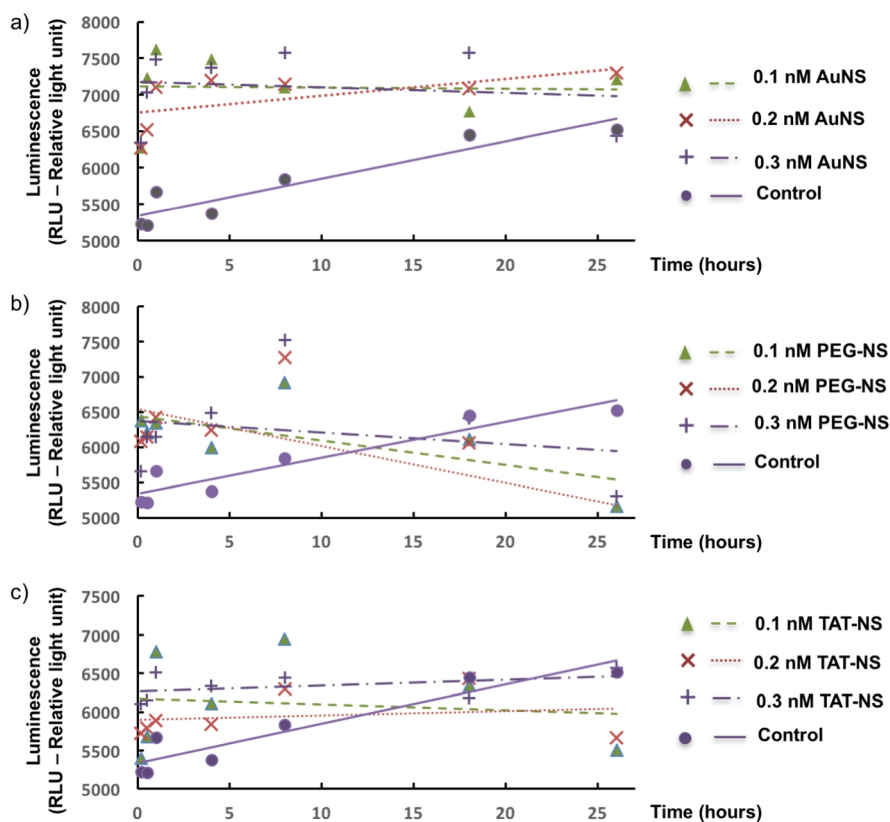 a)
Luminescence
(RLU – Relative light unit)
8000
7500
7000
6500
6000
5500
5000
0 5 10 15 20 25
Time (hours)
0.1 nM AuNS
0.2 nM AuNS
0.3 nM AuNS
Control
b)
Luminescence
(RLU – Relative light unit)
8000
7500
7000
6500
6000
5500
5000
0 5 10 15 20 25
Time (hours)
0.1 nM PEG-NS
0.2 nM PEG-NS
0.3 nM PEG-NS
Control
c)
Luminescence
(RLU – Relative light unit)
7500
7000
6500
6000
5500
5000
0 5 10 15 20 25
Time (hours)
0.1 nM TAT-NS
0.2 nM TAT-NS
0.3 nM TAT-NS
Control